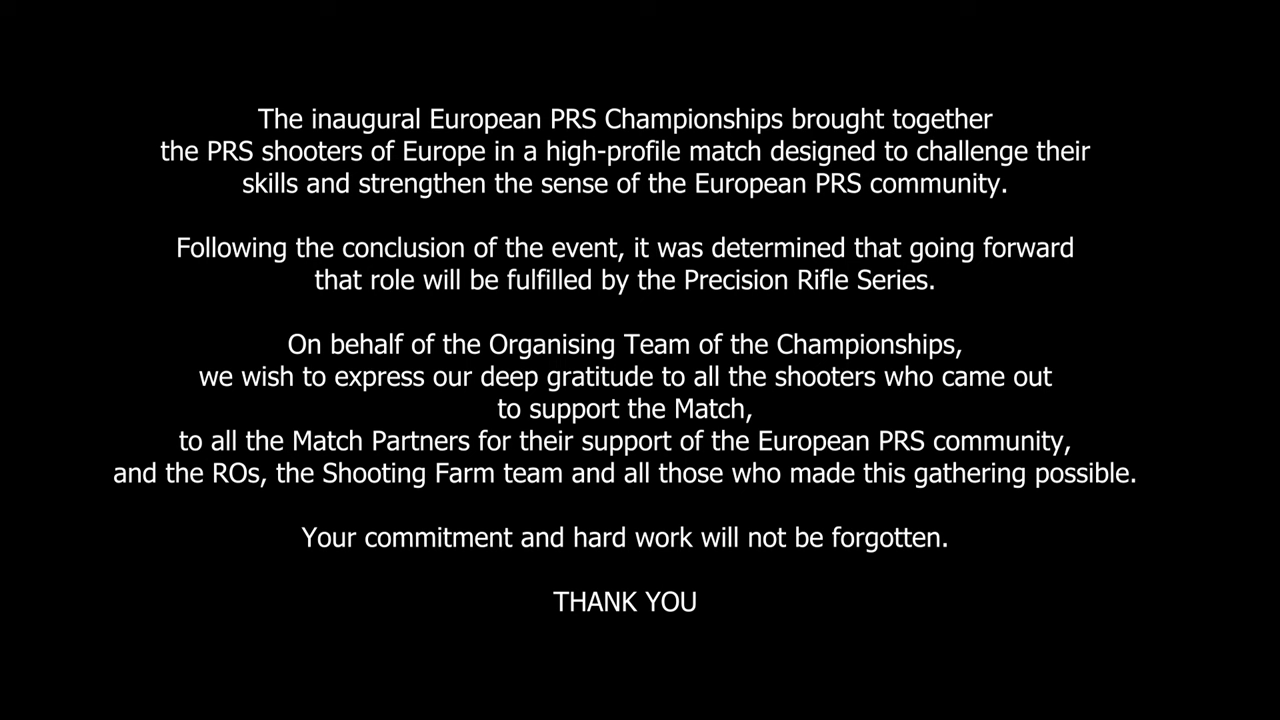 The inaugural European PRS Championships brought together
the PRS shooters of Europe in a high-profile match designed to challenge their
skills and strengthen the sense of the European PRS community.
Following the conclusion of the event, it was determined that going forward
that role will be fulfilled by the Precision Rifle Series.
On behalf of the Organising Team of the Championships,
we wish to express our deep gratitude to all the shooters who came out
to support the Match,
to all the Match Partners for their support of the European PRS community,
and the ROs, the Shooting Farm team and all those who made this gathering possible.
Your commitment and hard work will not be forgotten.
THANK YOU